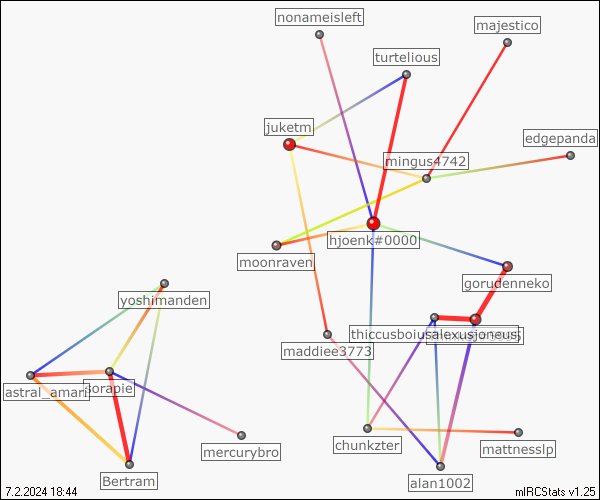 nonameisleft
majestico
turtelious
juketm
edgepanda
mingus4742
hjoenk#0000
moonraven
gorudenneko
yoshimanden
thiccusboiusalexusjoneus
maddiee3773
astral_amari
sorapie
mercurybro
chunkzter
mattnesslp
Bertram
alan1002
7.2.2024 18:44
mIRCStats v1.25